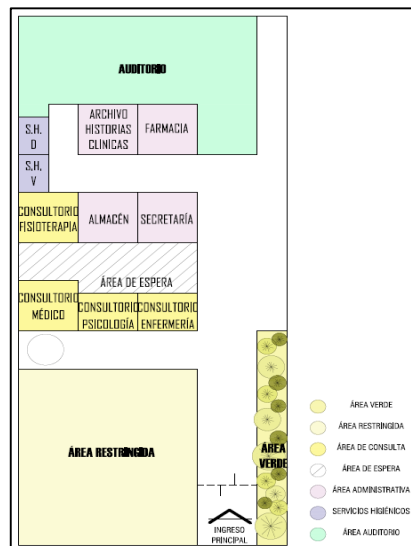 AUDITORIO
ARCHIVO
HISTORIAS
CLÍNICAS
FARMACIA
S.H.
D
S.H.
V
CONSULTORIO
FISIOTERAPIA
ALMACÉN
SECRETARÍA
ÁREA DE ESPERA
CONSULTORIO
MÉDICO
CONSULTORIO
PSICOLOGÍA
CONSULTORIO
ENFERMERÍA
ÁREA RESTRINGIDA
ÁREA
VERDE
INGRESO
PRINCIPAL
ÁREA VERDE
ÁREA RESTRINGIDA
ÁREA DE CONSULTA
ÁREA DE ESPERA
ÁREA ADMINISTRATIVA
SERVICIOS HIGIÉNICOS
ÁREA AUDITORIO